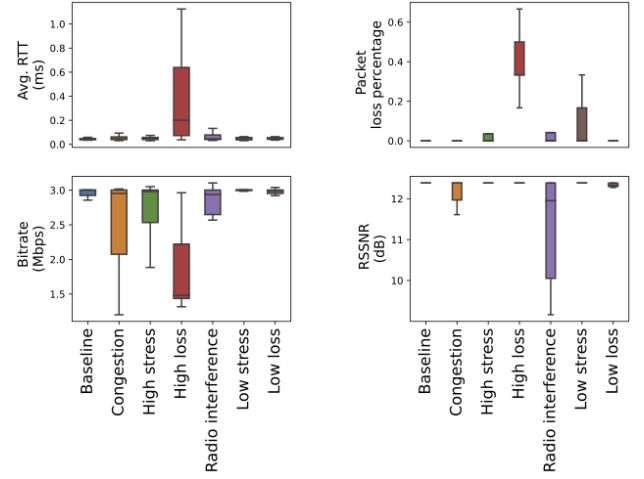 Avg. RTT
(ms)
1.0
0.8
0.6
0.4
0.2
0.0
Packet
loss percentage
0.6
0.4
0.2
0.0
Bitrate
(Mbps)
3.0
2.5
2.0
1.5
RSSNR
(dB)
12
11
10
Baseline
Congestion
High stress
High loss
Radio interference
Low stress
Low loss
Baseline
Congestion
High stress
High loss
Radio interference
Low stress
Low loss